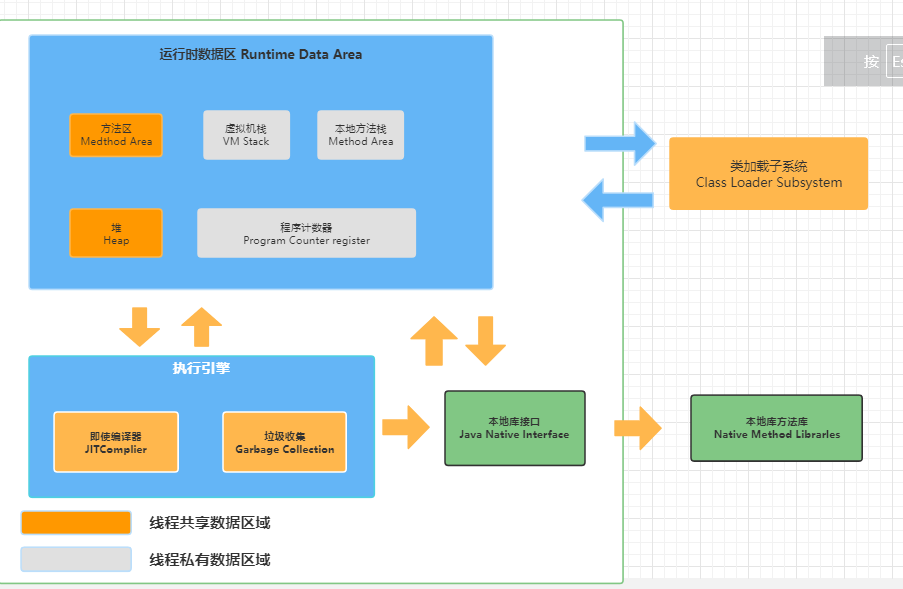 运行时数据区 Runtime Data Area
按 Es
方法区
Medthod Area
虚拟机栈
VM Stack
本地方法栈
Method Area
类加载子系统
Class Loader Subsystem
堆
Heap
程序计数器
Program Counter register
执行引擎
即使编译器
JITComplier
垃圾收集
Garbage Collection
本地库接口
Java Native Interface
本地库方法库
Native Method Librarles
线程共享数据区域
线程私有数据区域